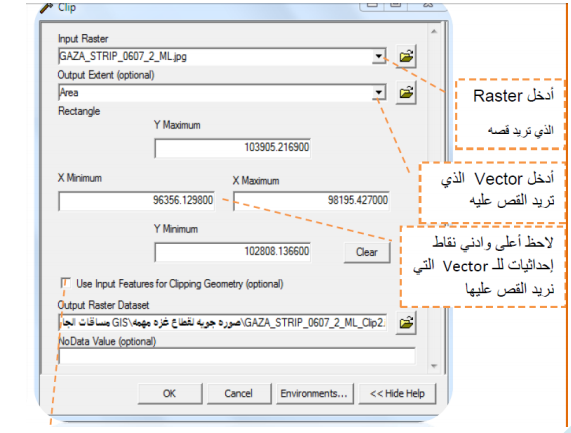 Clip
Input Raster
GAZA_STRIP_0607_2_ML.jpg
Output Extent (optional)
Area
Rectangle
Y Maximum
103905.216900
X Minimum
X Maximum
96356.129800
98195.427000
Y Minimum
102808.136600
Clear
Use Input Features for Clipping Geometry (optional)
Output Raster Dataset
صوره جويه لقطاع غزه مهمه\GIS مساقات الجا\GAZA_STRIP_0607_2_ML_Clip2.
NoData Value (optional)
OK
Cancel
Environments...
<< Hide Help
أدخل Raster
الذي تريد قصه
أدخل Vector الذي
تريد القص عليه
لاحظ أعلى وادني نقاط
إحداثيات للـ Vector التي
نريد القص عليها